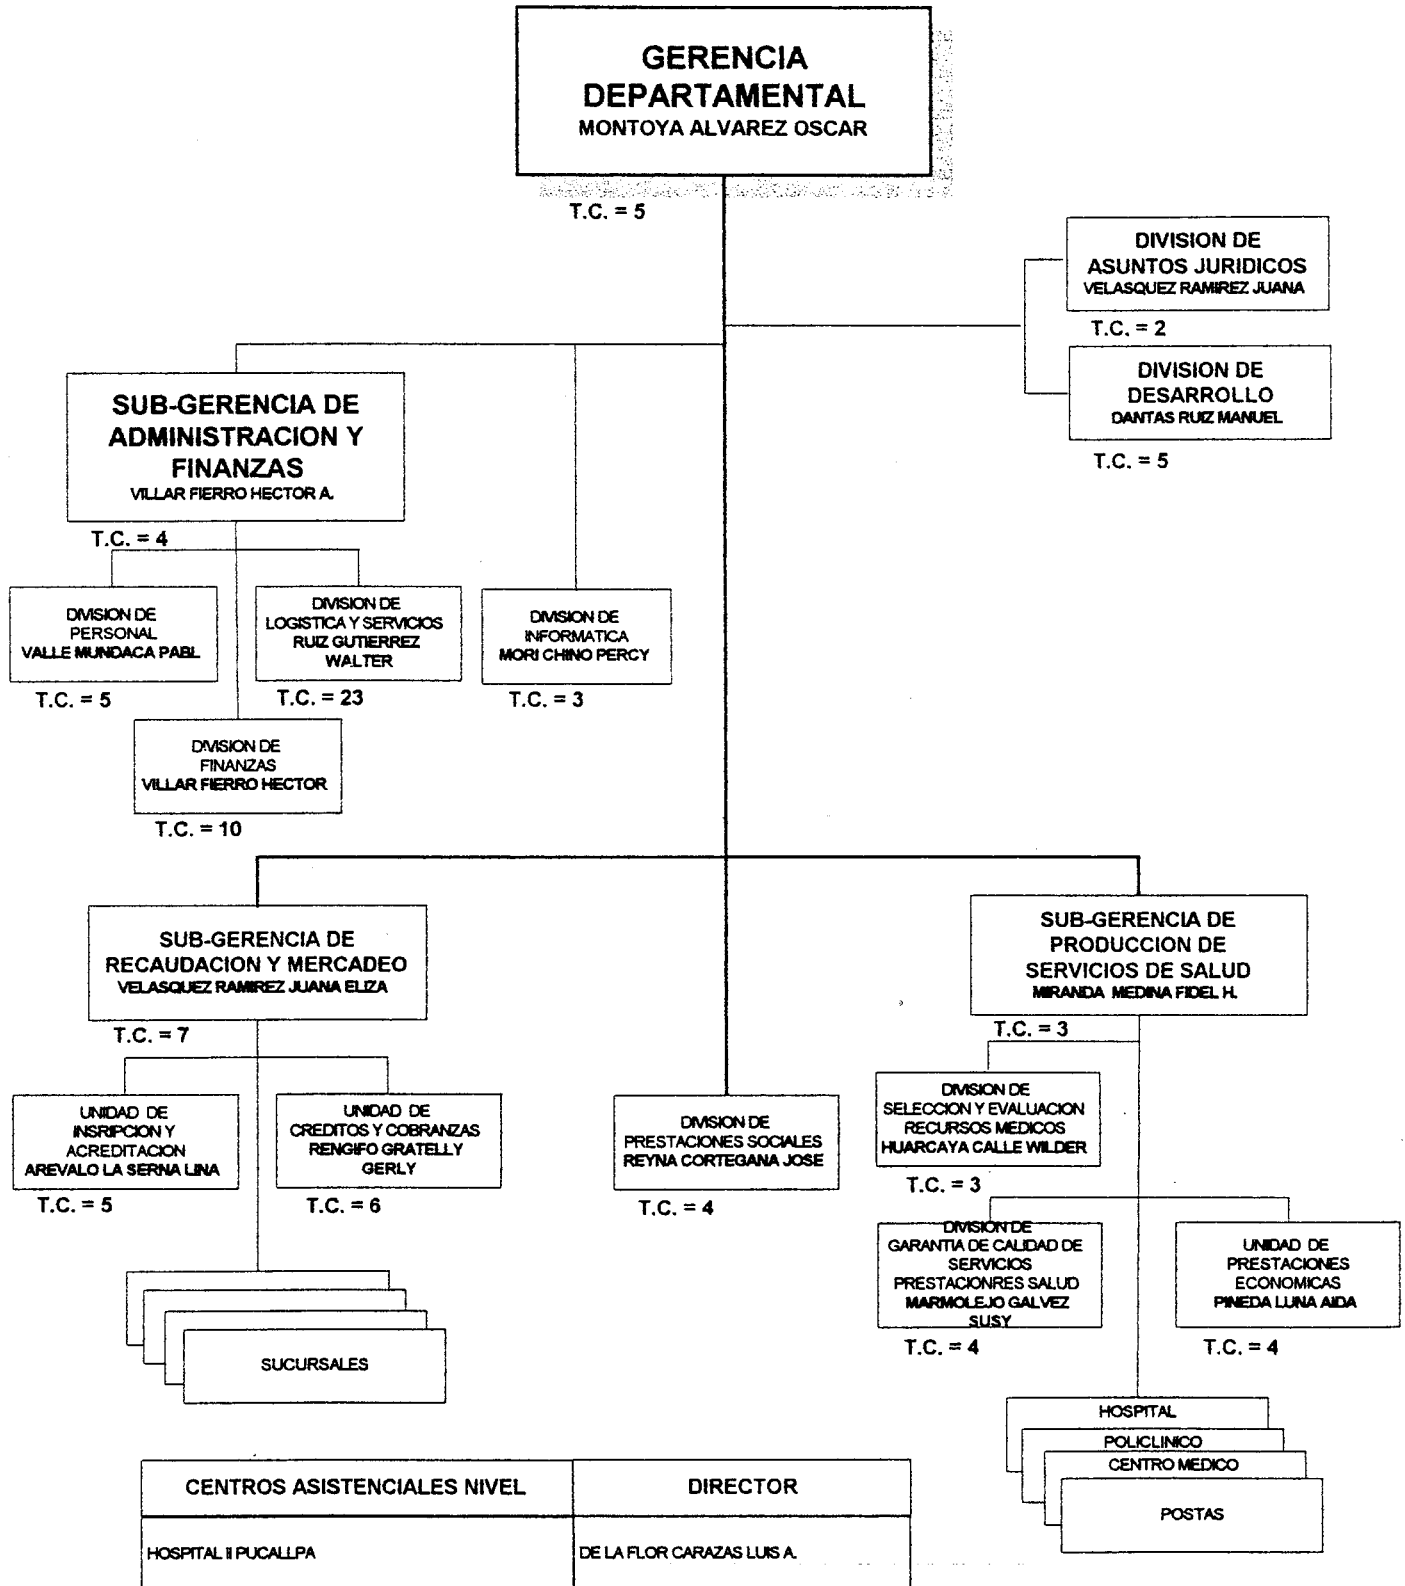 GERENCIA
DEPARTAMENTAL
MONTOYA ALVAREZ OSCAR
T.C. = 5
DIVISION DE
ASUNTOS JURIDICOS
VELASQUEZ RAMIREZ JUANA
T.C. = 2
DIVISION DE
DESARROLLO
DANTAS RUIZ MANUEL
T.C. = 5
SUB-GERENCIA DE
ADMINISTRACION Y
FINANZAS
VILLAR FIERRO HECTOR A.
T.C. = 4
DIVISION DE
PERSONAL
VALLE MUNDACA PABL
T.C. = 5
DIVISION DE
LOGISTICA Y SERVICIOS
RUIZ GUTIERREZ
WALTER
T.C. = 23
DIVISION DE
INFORMATICA
MORI CHINO PERCY
T.C. = 3
DIVISION DE
FINANZAS
VILLAR FIERRO HECTOR
T.C. = 10
SUB-GERENCIA DE
RECAUDACION Y MERCADEO
VELASQUEZ RAMIREZ JUANA ELIZA
T.C. = 7
SUB-GERENCIA DE
PRODUCCION DE
SERVICIOS DE SALUD
MIRANDA MEDINA FIDEL H.
T.C. = 3
UNIDAD DE
INSRIPCION Y
ACREDITACION
AREVALO LA SERNA LINA
T.C. = 5
UNIDAD DE
CREDITOS Y COBRANZAS
RENGIFO GRATELLY
GERLY
T.C. = 6
DIVISION DE
PRESTACIONES SOCIALES
REYNA CORTEGANA JOSE
T.C. = 4
DIVISION DE
SELECCION Y EVALUACION
RECURSOS MEDICOS
HUARCAYA CALLE WILDER
T.C. = 3
DIVISION DE
GARANTIA DE CALIDAD DE
SERVICIOS
PRESTACIONRES SALUD
MARMOLEJO GALVEZ
SUSY
T.C. = 4
UNIDAD DE
PRESTACIONES
ECONOMICAS
PINEDA LUNA AIDA
T.C. = 4
SUCURSALES
HOSPITAL
POLICLINICO
CENTRO MEDICO
POSTAS
CENTROS ASISTENCIALES NIVEL DIRECTOR
HOSPITAL II PUCALLPA DE LA FLOR CARAZAS LUIS A.